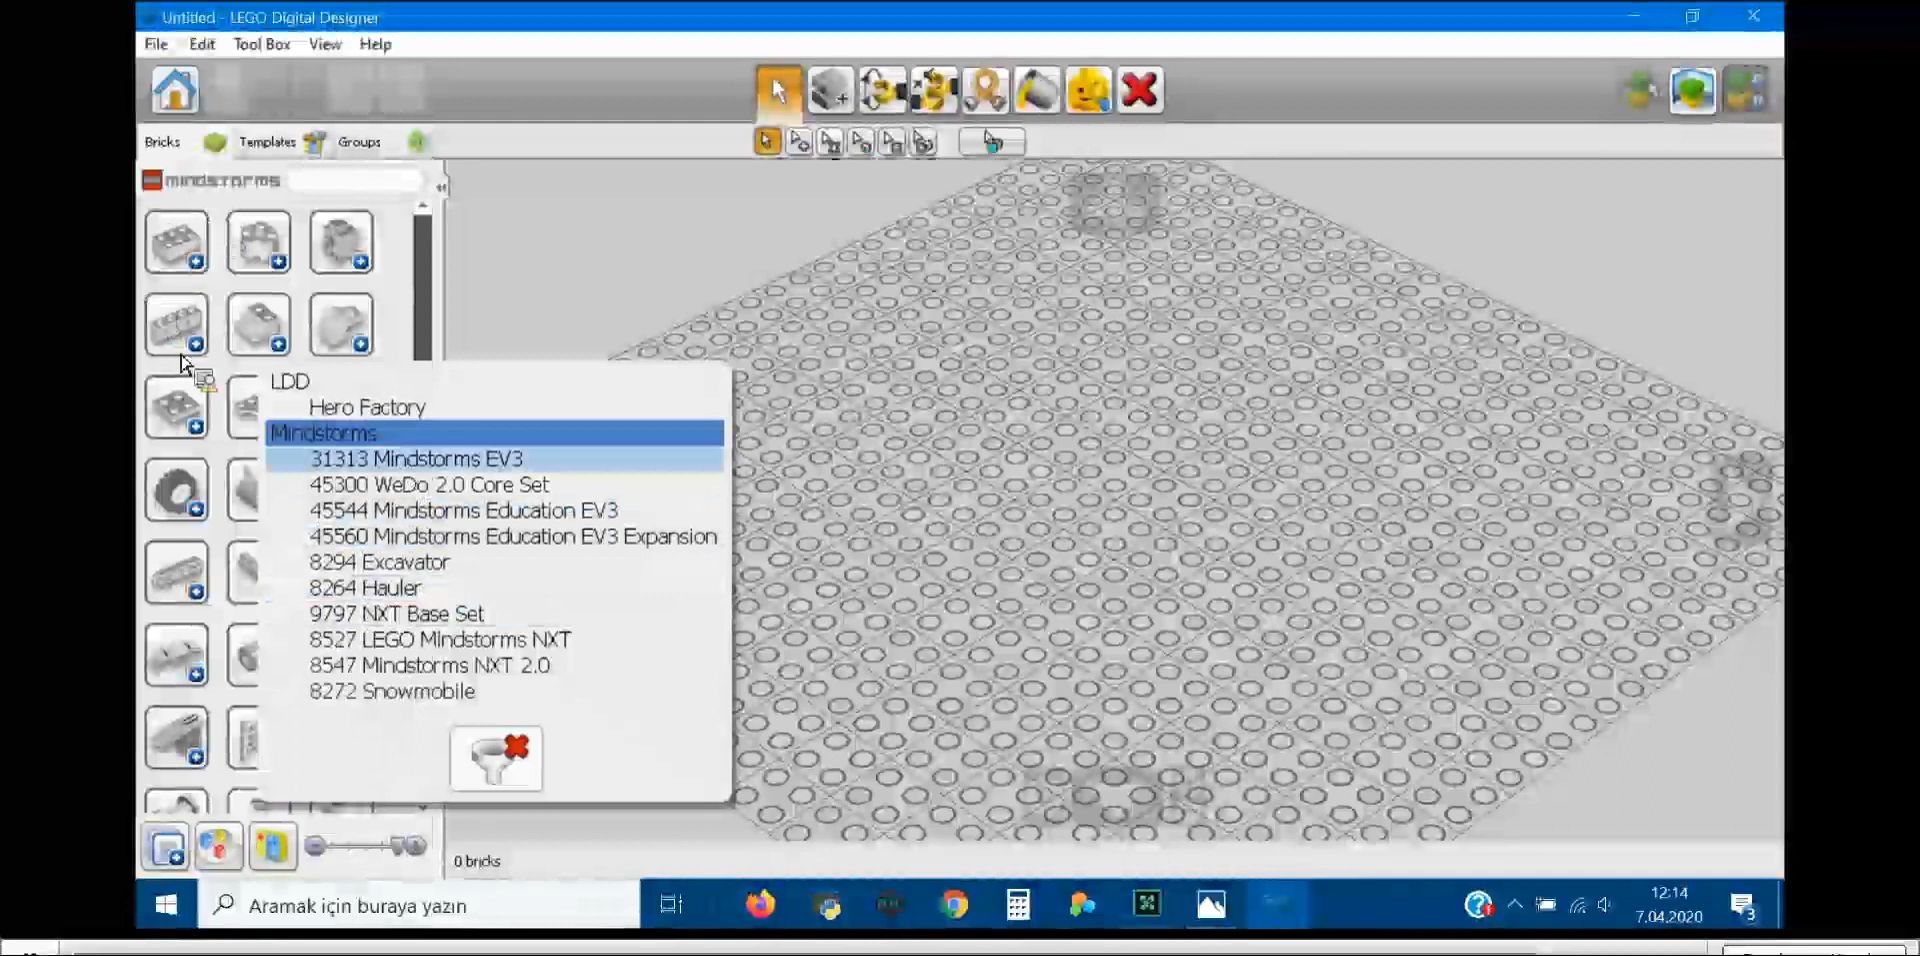 Untitled - LEGO Digital Designer
File Edit Tool Box View Help
Bricks Templates Groups
mindstorms
LDD
Hero Factory
Mindstorms
31313 Mindstorms EV3
45300 WeDo 2.0 Core Set
45544 Mindstorms Education EV3
45560 Mindstorms Education EV3 Expansion
8294 Excavator
8264 Hauler
9797 NXT Base Set
8527 LEGO Mindstorms NXT
8547 Mindstorms NXT 2.0
8272 Snowmobile
0 bricks
Aramak için buraya yazın
12:14
7.04.2020
3